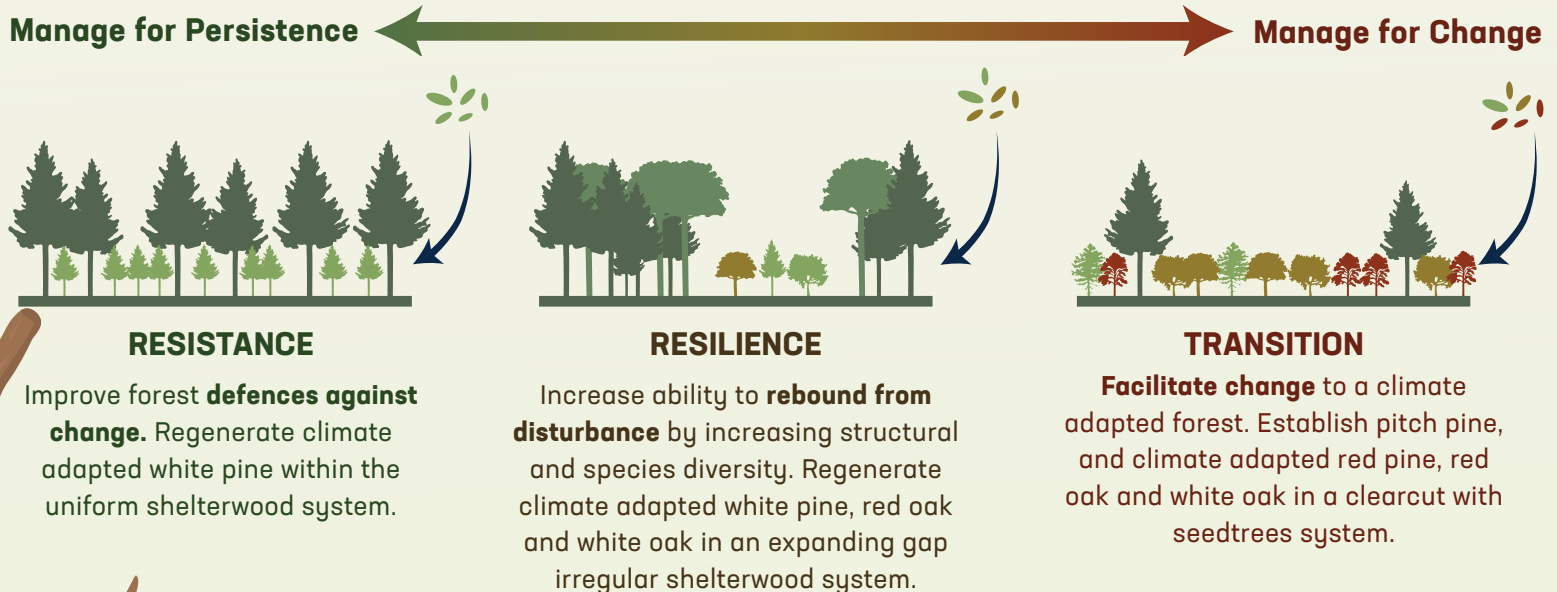 Manage for Persistence
Manage for Change
RESISTANCE
Improve forest defences against
change. Regenerate climate
adapted white pine within the
uniform shelterwood system.
RESILIENCE
Increase ability to rebound from
disturbance by increasing structural
and species diversity. Regenerate
climate adapted white pine, red oak
and white oak in an expanding gap
irregular shelterwood system.
TRANSITION
Facilitate change to a climate
adapted forest. Establish pitch pine,
and climate adapted red pine, red
oak and white oak in a clearcut with
seedtrees system.